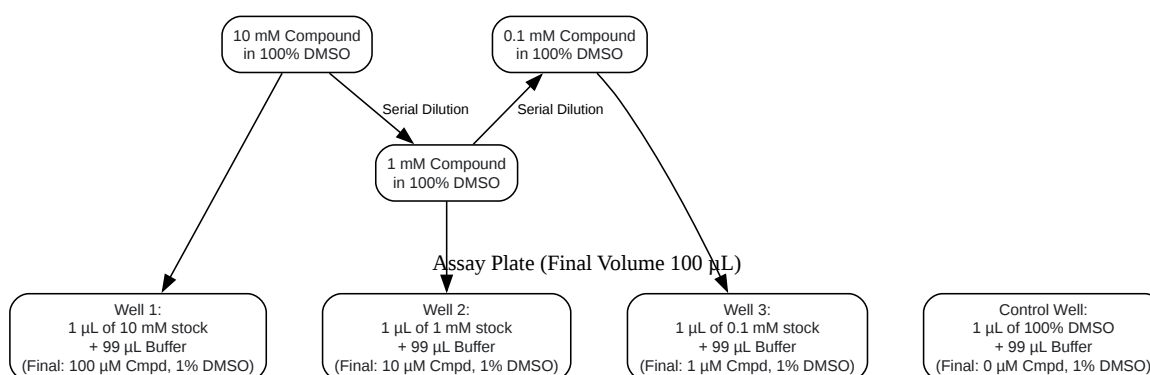 10 mM Compound
in 100% DMSO
0.1 mM Compound
in 100% DMSO
Serial Dilution
Serial Dilution
1 mM Compound
in 100% DMSO
Assay Plate (Final Volume 100 µL)
Well 1:
1 µL of 10 mM stock
+ 99 µL Buffer
(Final: 100 µM Cmpd, 1% DMSO)
Well 2:
1 µL of 1 mM stock
+ 99 µL Buffer
(Final: 10 µM Cmpd, 1% DMSO)
Well 3:
1 µL of 0.1 mM stock
+ 99 µL Buffer
(Final: 1 µM Cmpd, 1% DMSO)
Control Well:
1 µL of 100% DMSO
+ 99 µL Buffer
(Final: 0 µM Cmpd, 1% DMSO)